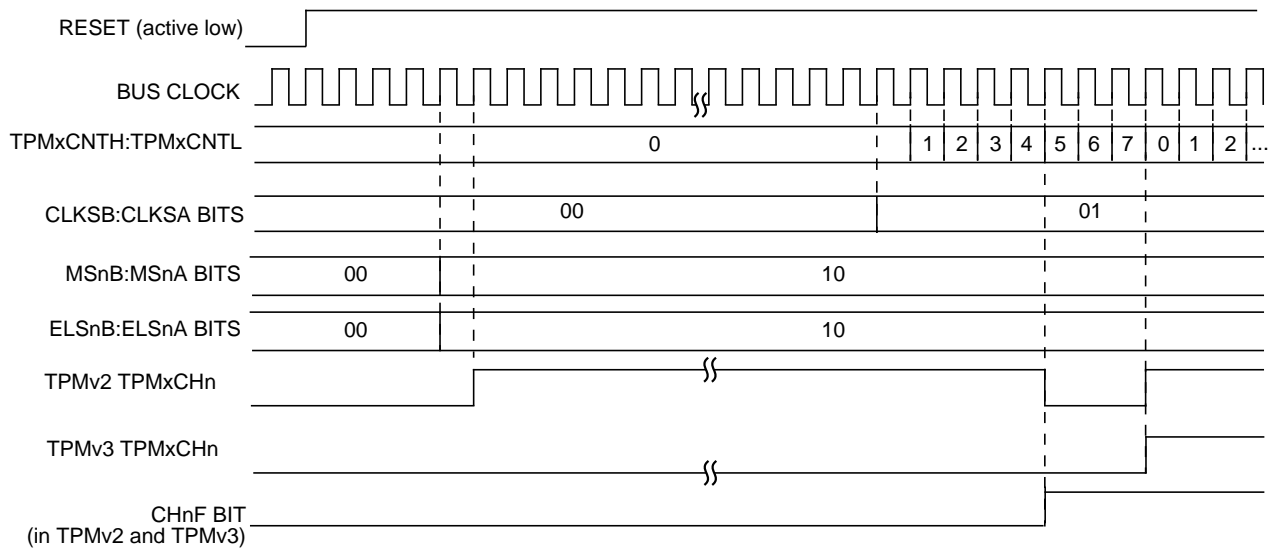 RESET (active low)
BUS CLOCK
TPMxCNTH:TPMxCNTL 0 1 2 3 4 5 6 7 0 1 2 ...
CLKSB:CLKSA BITS 00 01
MSnB:MSnA BITS 00 10
ELSnB:ELSnA BITS 00 10
TPMv2 TPMxCHn
TPMv3 TPMxCHn
CHnF BIT
(in TPMv2 and TPMv3)